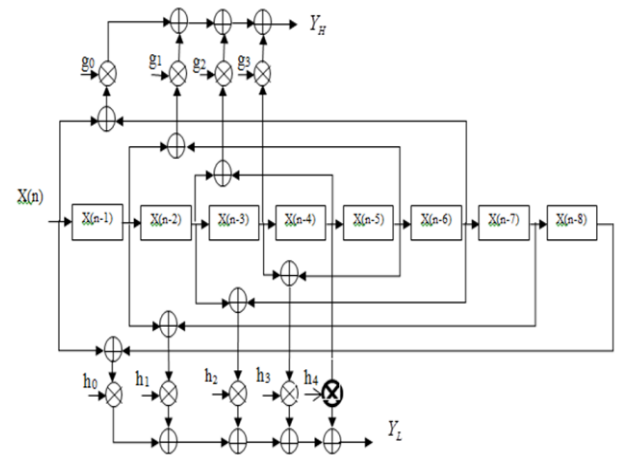 Y_H
g0 g1 g2 g3
X(n)
X(n-1) X(n-2) X(n-3) X(n-4) X(n-5) X(n-6) X(n-7) X(n-8)
h0 h1 h2 h3 h4
Y_L